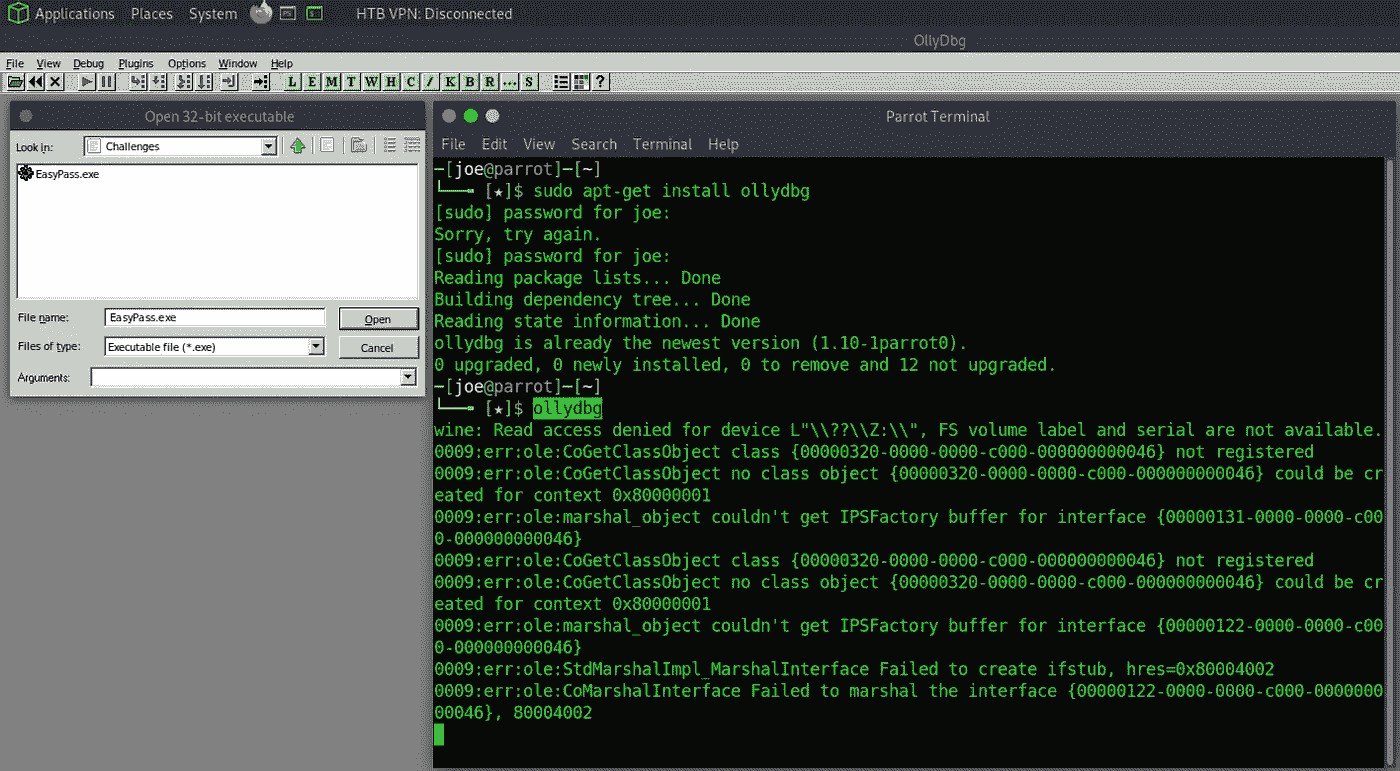 Applications Places System HTB VPN: Disconnected
OllyDbg
File View Debug Plugins Options Window Help
L E M T W H C / K B R ... S ?
Open 32-bit executable
Look in: Challenges
EasyPass.exe
File name: EasyPass.exe Open
Files of type: Executable file (*.exe) Cancel
Arguments:
Parrot Terminal
File Edit View Search Terminal Help
─[joe@parrot]─[~]
└──╼ [★]$ sudo apt-get install ollydbg
[sudo] password for joe:
Sorry, try again.
[sudo] password for joe:
Reading package lists... Done
Building dependency tree... Done
Reading state information... Done
ollydbg is already the newest version (1.10-1parrot0).
0 upgraded, 0 newly installed, 0 to remove and 12 not upgraded.
─[joe@parrot]─[~]
└──╼ [★]$ ollydbg
wine: Read access denied for device L"\\??\\Z:\\", FS volume label and serial are not available.
0009:err:ole:CoGetClassObject class {00000320-0000-0000-c000-000000000046} not registered
0009:err:ole:CoGetClassObject no class object {00000320-0000-0000-c000-000000000046} could be cr
eated for context 0x80000001
0009:err:ole:marshal_object couldn't get IPSFactory buffer for interface {00000131-0000-0000-c00
0-000000000046}
0009:err:ole:CoGetClassObject class {00000320-0000-0000-c000-000000000046} not registered
0009:err:ole:CoGetClassObject no class object {00000320-0000-0000-c000-000000000046} could be cr
eated for context 0x80000001
0009:err:ole:marshal_object couldn't get IPSFactory buffer for interface {00000122-0000-0000-c00
0-000000000046}
0009:err:ole:StdMarshalImpl_MarshalInterface Failed to create ifstub, hres=0x80004002
0009:err:ole:CoMarshalInterface Failed to marshal the interface {00000122-0000-0000-c000-0000000
00046}, 80004002